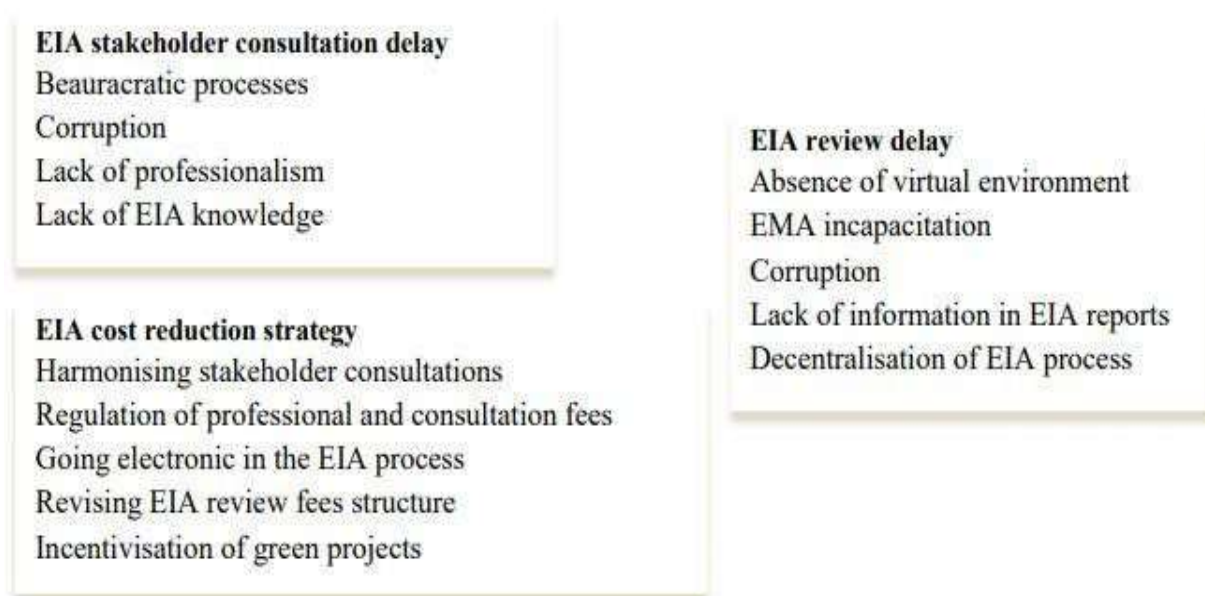 EIA stakeholder consultation delay
Beauracratic processes
Corruption
Lack of professionalism
Lack of EIA knowledge
EIA review delay
Absence of virtual environment
EMA incapacitation
Corruption
Lack of information in EIA reports
Decentralisation of EIA process
EIA cost reduction strategy
Harmonising stakeholder consultations
Regulation of professional and consultation fees
Going electronic in the EIA process
Revising EIA review fees structure
Incentivisation of green projects